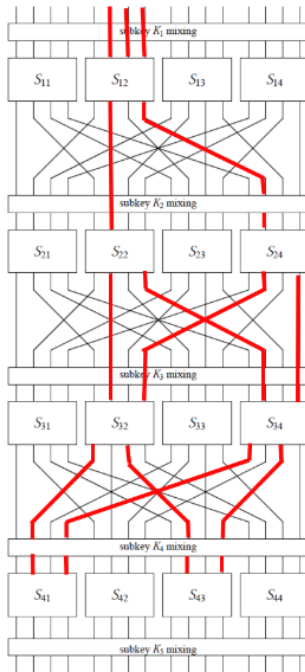 subkey K₁ mixing
S₁₁ S₁₂ S₁₃ S₁₄
subkey K₂ mixing
S₂₁ S₂₂ S₂₃ S₂₄
subkey K₃ mixing
S₃₁ S₃₂ S₃₃ S₃₄
subkey K₄ mixing
S₄₁ S₄₂ S₄₃ S₄₄
subkey K₅ mixing